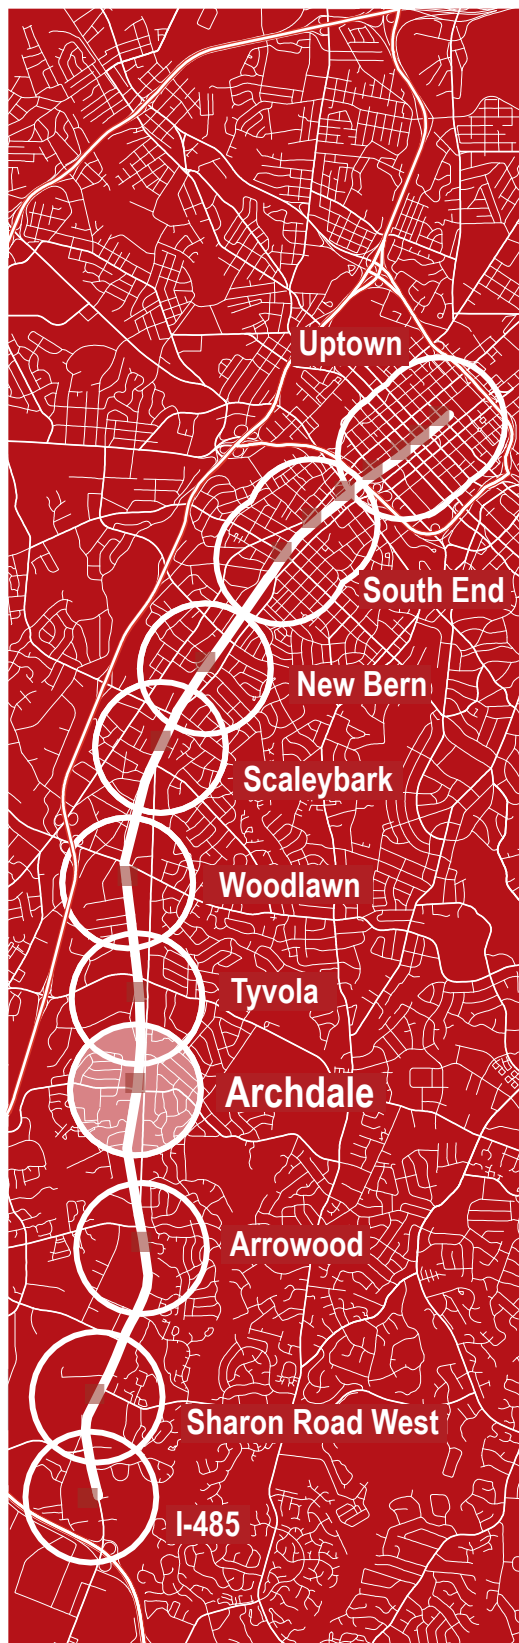 Uptown
South End
New Bern
Scaleybark
Woodlawn
Tyvola
Archdale
Arrowood
Sharon Road West
I-485